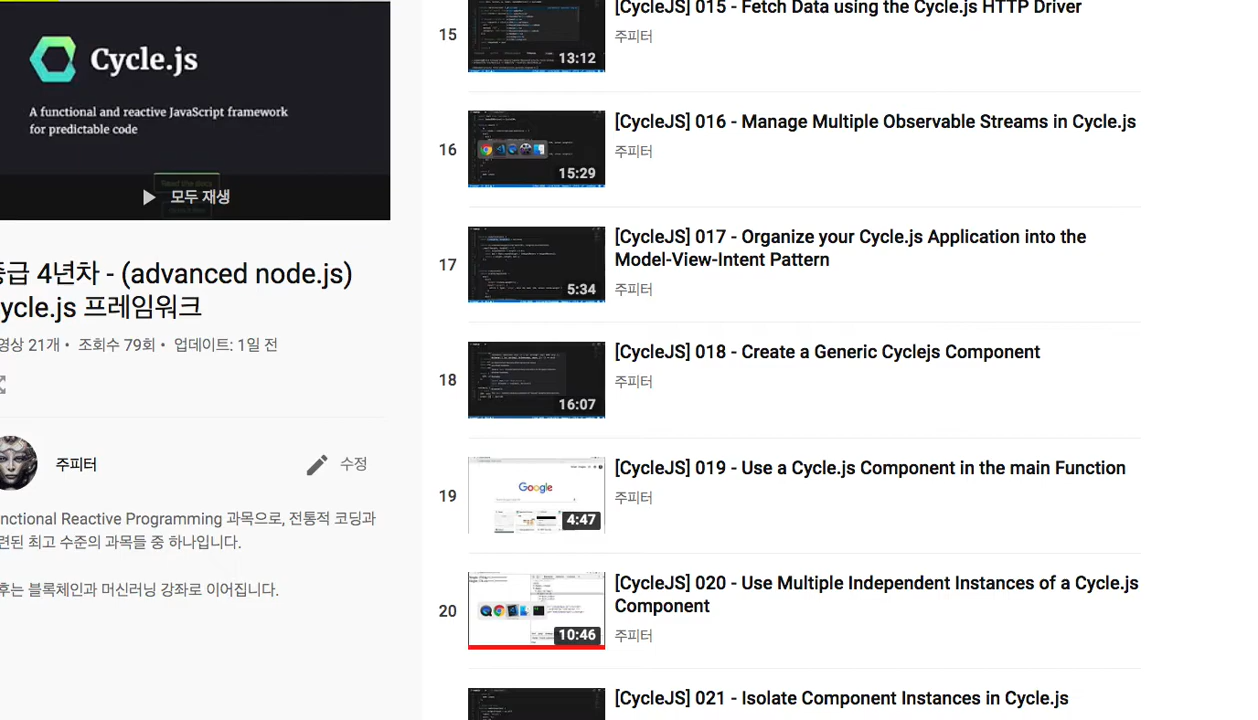 Cycle.js
A functional and reactive JavaScript framework
for predictable code
모두 재생
4년차 - (advanced node.js)
ycle.js 프레임워크
영상 21개 • 조회수 79회 • 업데이트: 1일 전
주피터
수정
nctional Reactive Programming 과목으로, 전통적 코딩과
련된 최고 수준의 과목들 중 하나입니다.
후는 블록체인과 머신러닝 강좌로 이어집니다.
15
13:12
[CycleJS] 015 - Fetch Data using the Cycle.js HTTP Driver
주피터
16
15:29
[CycleJS] 016 - Manage Multiple Observable Streams in Cycle.js
주피터
17
5:34
[CycleJS] 017 - Organize your Cycle.js Application into the
Model-View-Intent Pattern
주피터
18
16:07
[CycleJS] 018 - Create a Generic Cyclejs Component
주피터
19
Google
4:47
[CycleJS] 019 - Use a Cycle.js Component in the main Function
주피터
20
10:46
[CycleJS] 020 - Use Multiple Independent Instances of a Cycle.js
Component
주피터
[CycleJS] 021 - Isolate Component Instances in Cycle.js